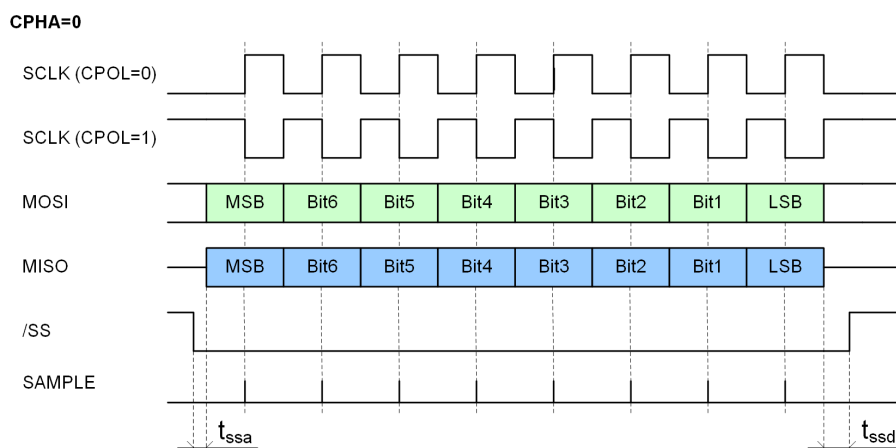 CPHA=0
SCLK (CPOL=0)
SCLK (CPOL=1)
MOSI MSB Bit6 Bit5 Bit4 Bit3 Bit2 Bit1 LSB
MISO MSB Bit6 Bit5 Bit4 Bit3 Bit2 Bit1 LSB
/SS
SAMPLE
tssa tssd